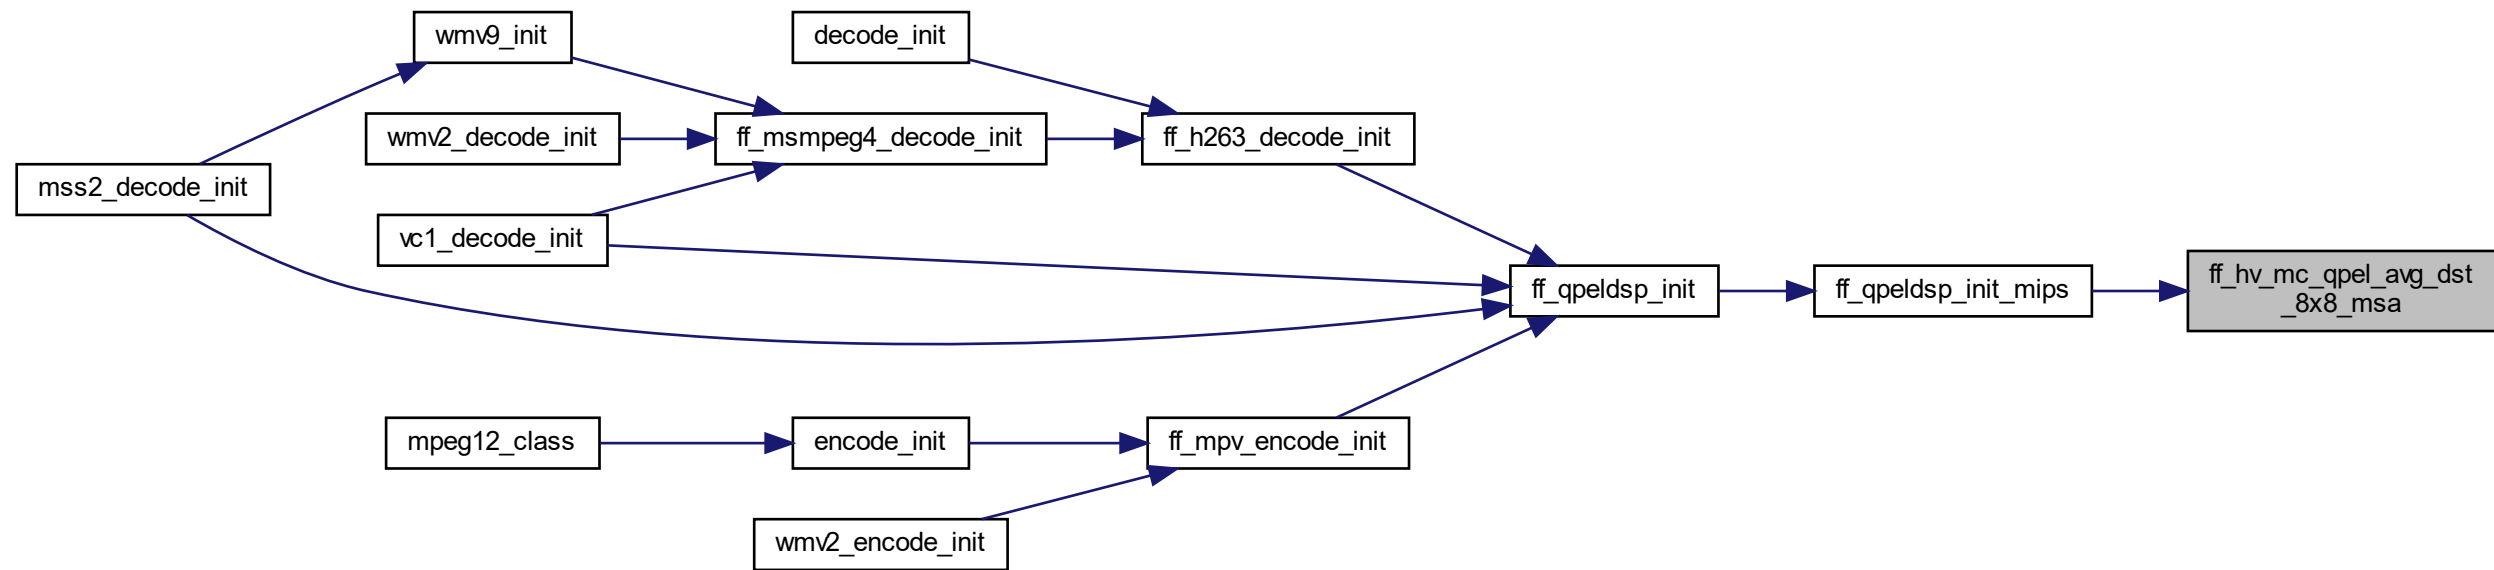 wmv9_init
decode_init
wmv2_decode_init
ff_msmpeg4_decode_init
ff_h263_decode_init
mss2_decode_init
vc1_decode_init
ff_qpeldsp_init
ff_qpeldsp_init_mips
ff_hv_mc_qpel_avg_dst
_8x8_msa
mpeg12_class
encode_init
ff_mpv_encode_init
wmv2_encode_init